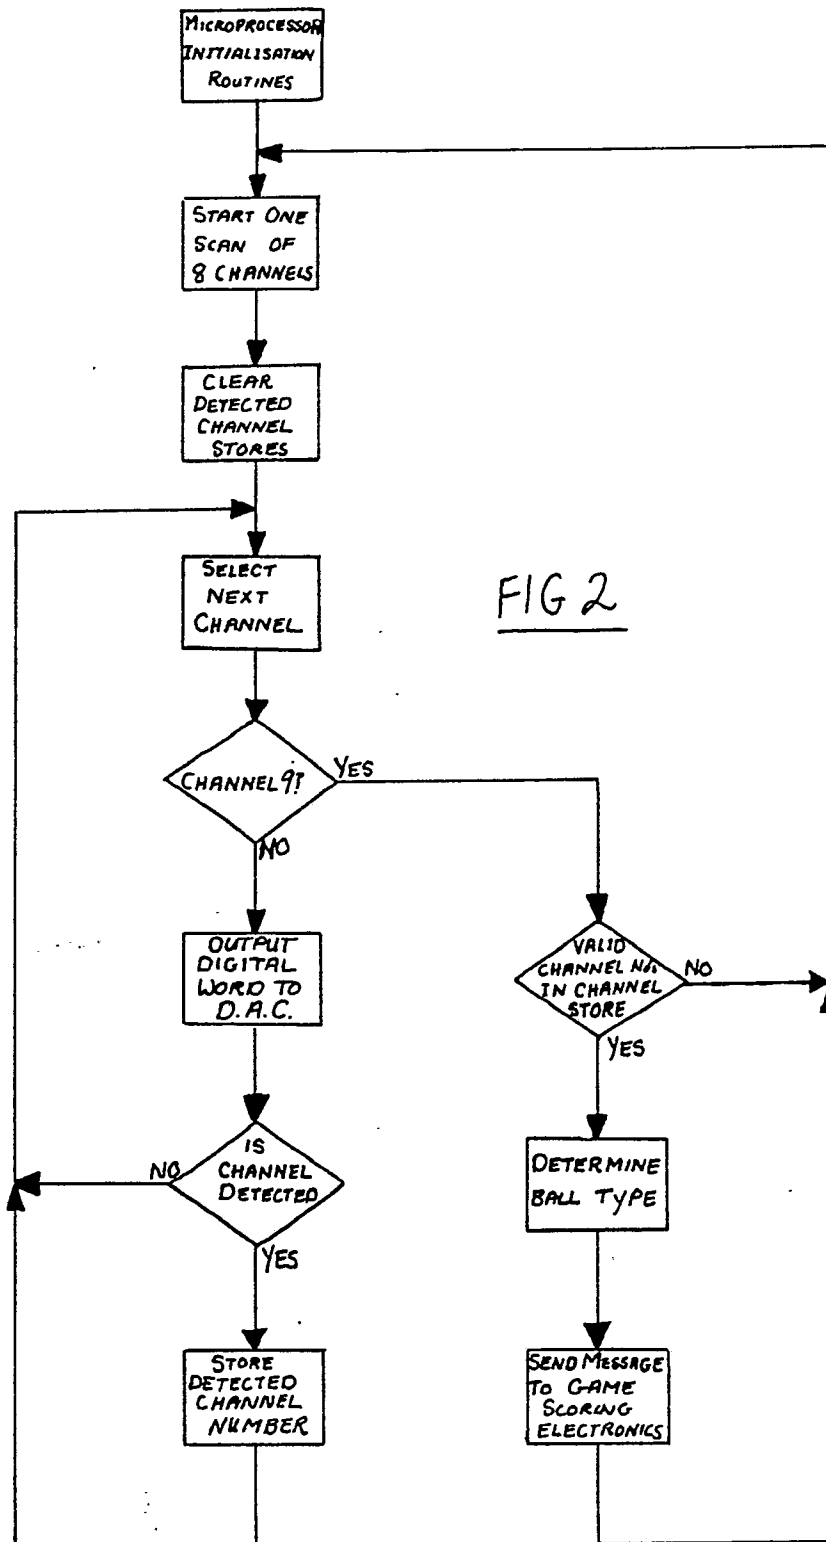 MICROPROCESSOR
INITIALISATION
ROUTINES
START ONE
SCAN OF
8 CHANNELS
CLEAR
DETECTED
CHANNEL
STORES
SELECT
NEXT
CHANNEL
FIG 2
CHANNEL 9?
YES
NO
OUTPUT
DIGITAL
WORD TO
D.A.C.
VALID
CHANNEL No.
IN CHANNEL
STORE
NO
YES
IS
CHANNEL
DETECTED
NO
YES
DETERMINE
BALL TYPE
STORE
DETECTED
CHANNEL
NUMBER
SEND MESSAGE
TO GAME
SCORING
ELECTRONICS